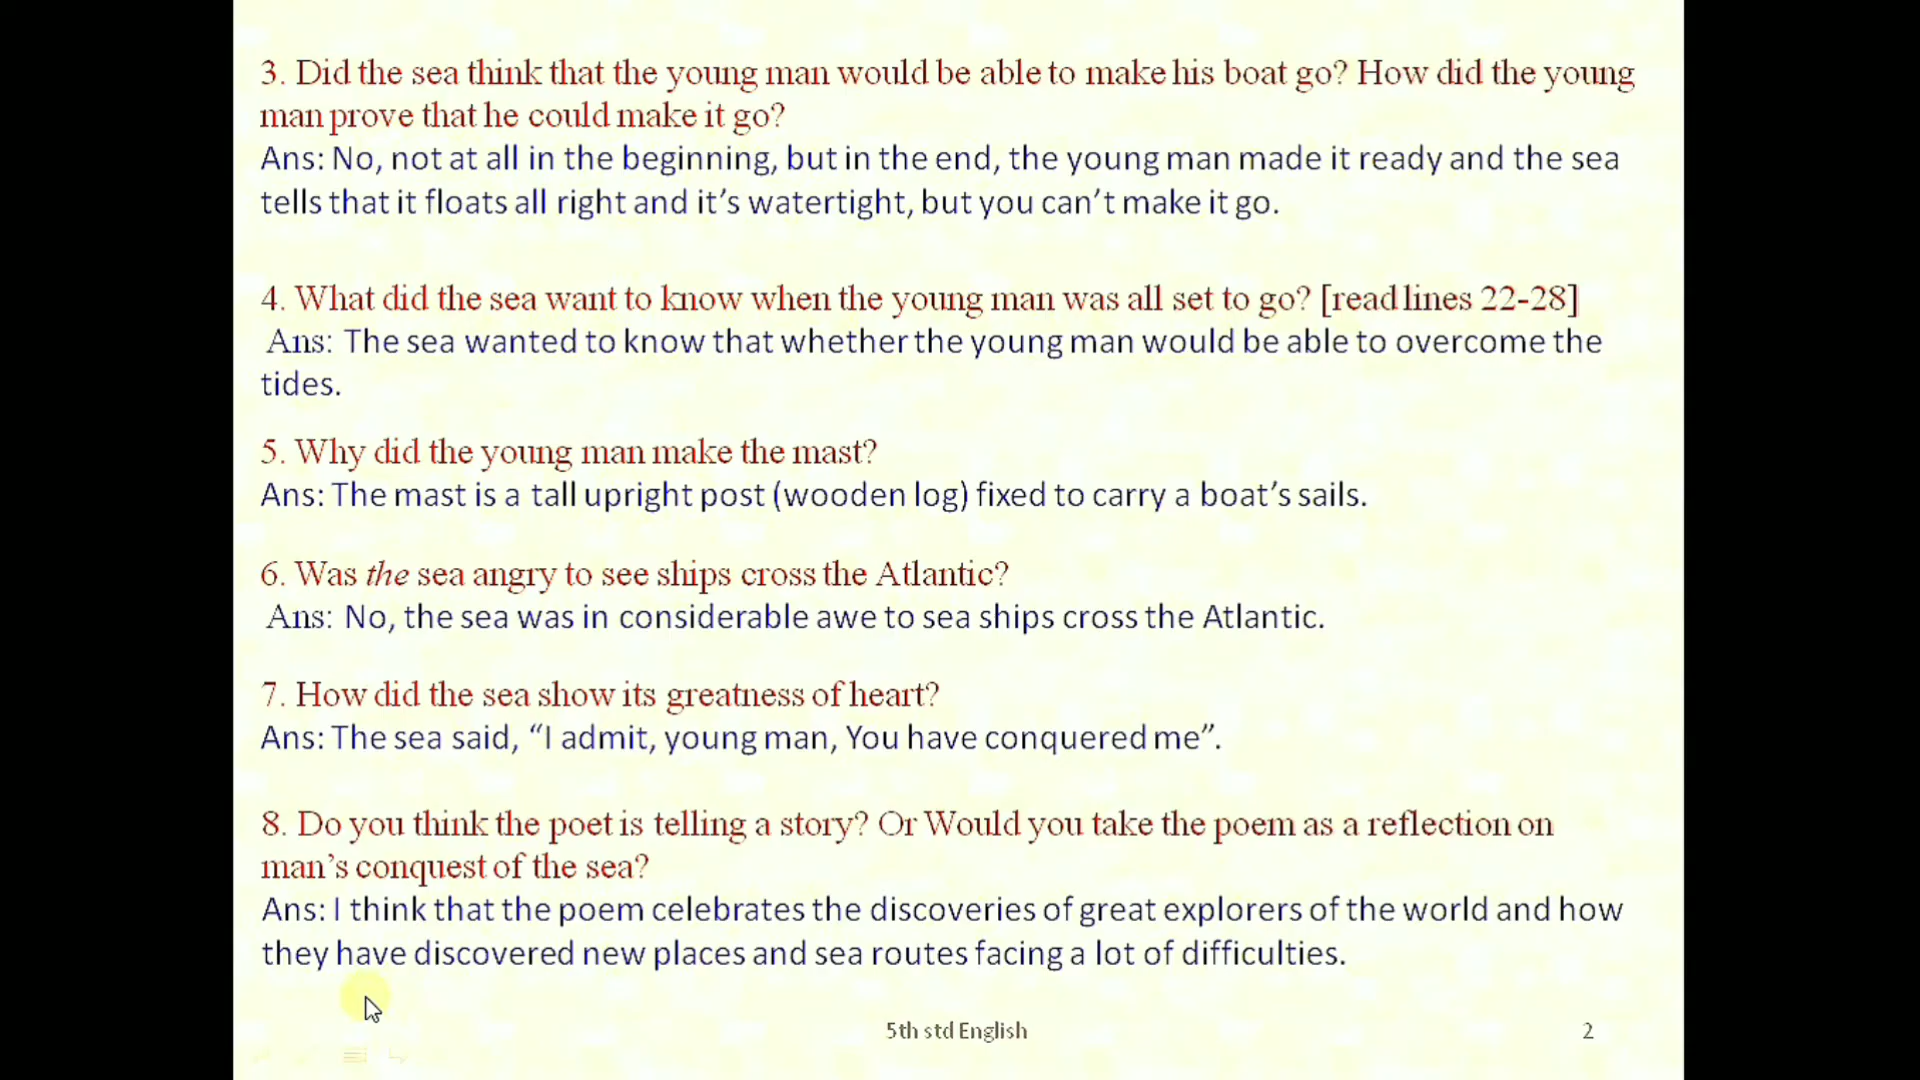 3. Did the sea think that the young man would be able to make his boat go? How did the young
man prove that he could make it go?
Ans: No, not at all in the beginning, but in the end, the young man made it ready and the sea
tells that it floats all right and it’s watertight, but you can’t make it go.
4. What did the sea want to know when the young man was all set to go? [read lines 22-28]
Ans: The sea wanted to know that whether the young man would be able to overcome the
tides.
5. Why did the young man make the mast?
Ans: The mast is a tall upright post (wooden log) fixed to carry a boat’s sails.
6. Was the sea angry to see ships cross the Atlantic?
Ans: No, the sea was in considerable awe to sea ships cross the Atlantic.
7. How did the sea show its greatness of heart?
Ans: The sea said, “I admit, young man, You have conquered me”.
8. Do you think the poet is telling a story? Or Would you take the poem as a reflection on
man’s conquest of the sea?
Ans: I think that the poem celebrates the discoveries of great explorers of the world and how
they have discovered new places and sea routes facing a lot of difficulties.
5th std English
2